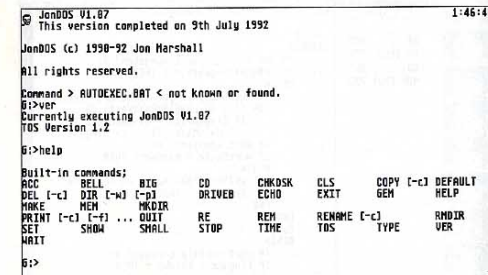 JonDOS V1.87 1:46:4
This version completed on 9th July 1992
JonDOS (c) 1990-92 Jon Marshall
All rights reserved.
Command > AUTOEXEC.BAT < not known or found.
G:>ver
Currently executing JonDOS V1.87
TOS Version 1.2
G:>help
Built-in commands;
ACC BELL BIG CD CHKDSK CLS COPY [-c] DEFAULT
DEL [-c] DIR [-w] [-p] DRIVEB ECHO EXIT GEM HELP
MAKE MEM MKDIR
PRINT [-c] [-f] ... QUIT RE REM RENAME [-c] RMDIR
SET SHOW SMALL STOP TIME TOS TYPE VER
WAIT
G:>